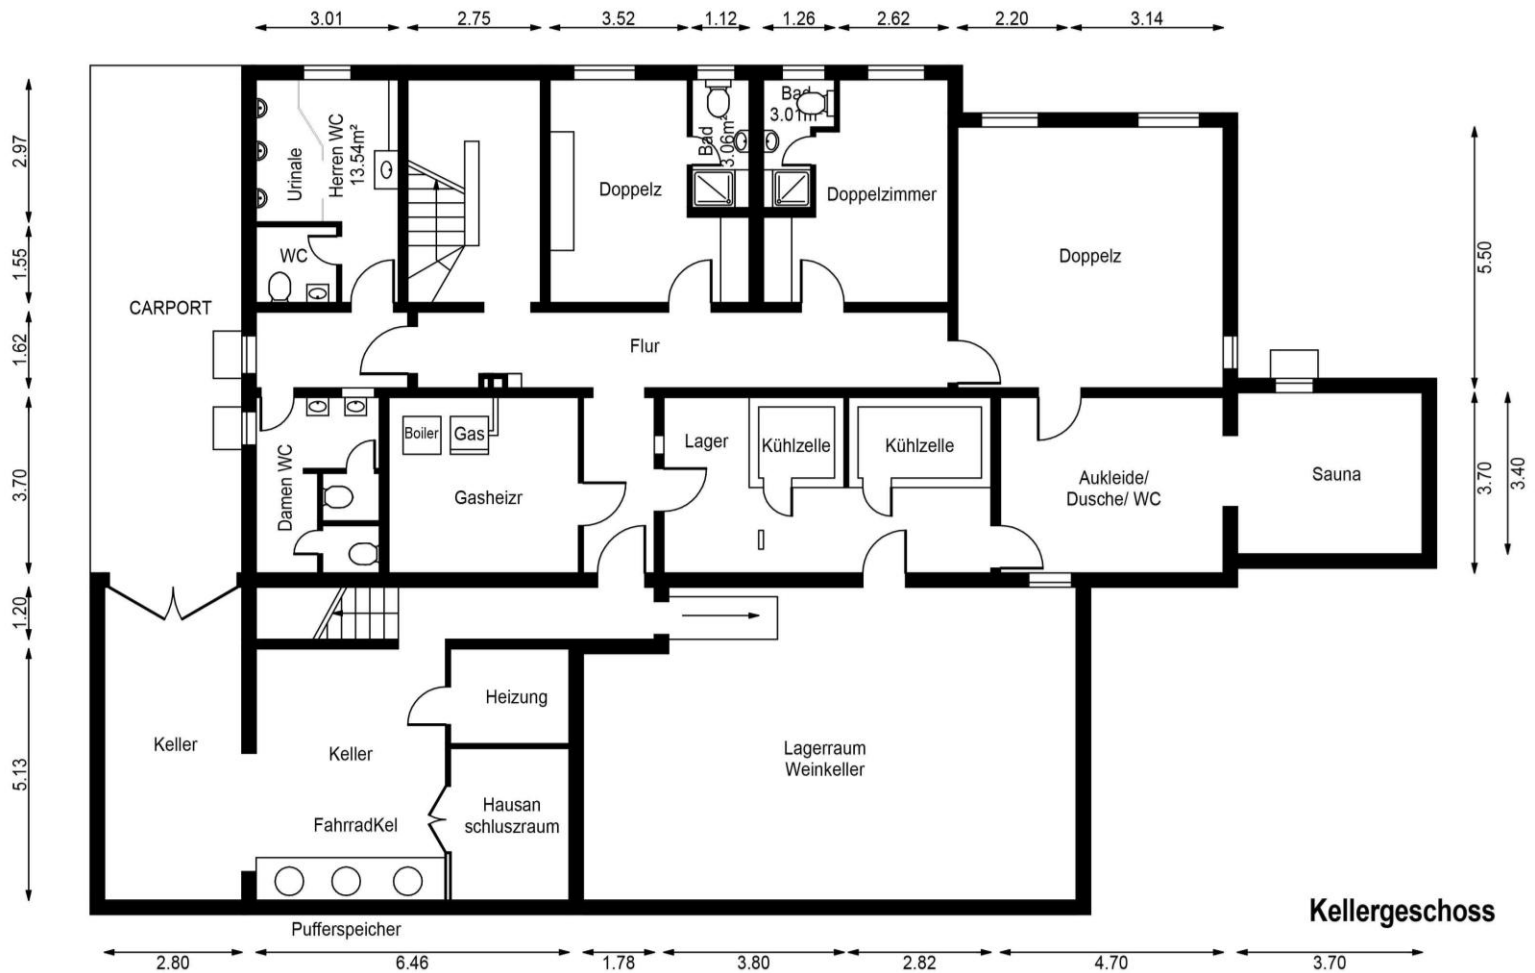 3.01
2.75
3.52
1.12
1.26
2.62
2.20
3.14
2.97
1.55
1.62
3.70
1.20
5.13
Urinale
Herren WC
13.54m²
WC
CARPORT
Doppelz
Bad
3.06m²
Bad
3.01m²
Doppelzimmer
Doppelz
5.50
3.70
3.40
Flur
Damen WC
Boiler
Gas
Gasheizr
Lager
Kühlzelle
Kühlzelle
Aukleide/
Dusche/ WC
Sauna
Keller
Keller
FahrradKel
Heizung
Hausan
schluszraum
Lagerraum
Weinkeller
Pufferspeicher
Kellergeschoss
2.80
6.46
1.78
3.80
2.82
4.70
3.70